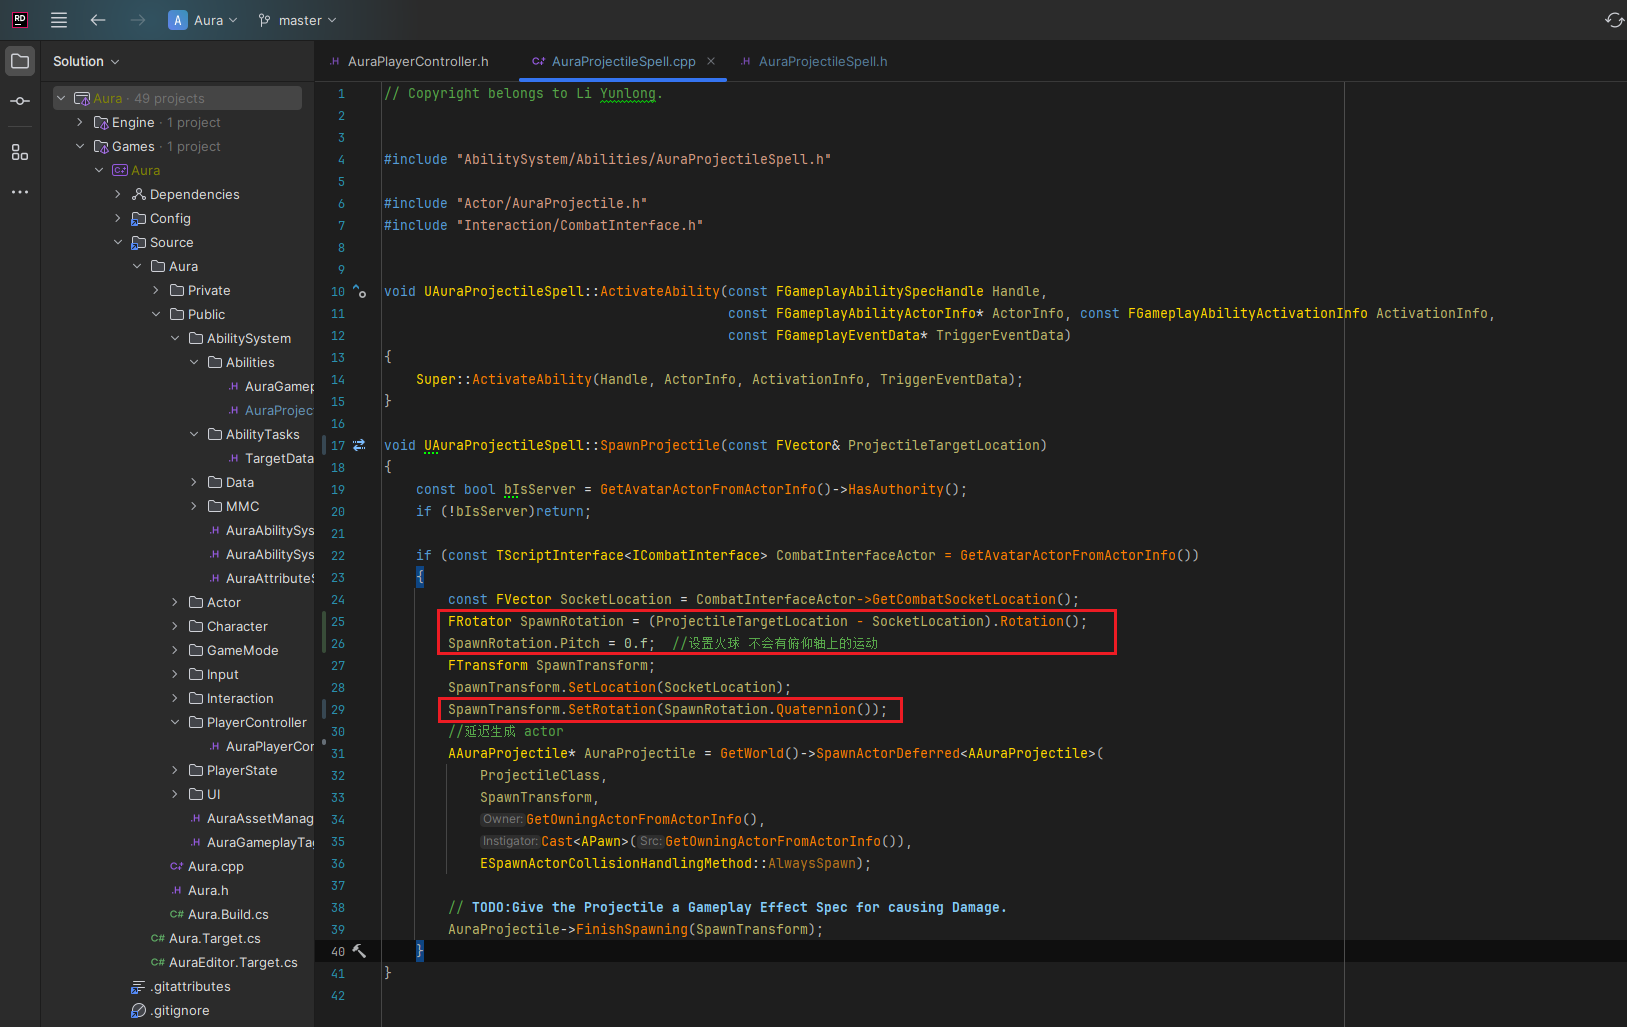 RD
A Aura
master
Solution
AuraPlayerController.h
AuraProjectileSpell.cpp
AuraProjectileSpell.h
Aura · 49 projects
Engine · 1 project
Games · 1 project
Aura
Dependencies
Config
Source
Aura
Private
Public
AbilitySystem
Abilities
.H AuraGamep
.H AuraProjec
AbilityTasks
.H TargetData
Data
MMC
.H AuraAbilitySys
.H AuraAbilitySys
.H AuraAttributeS
Actor
Character
GameMode
Input
Interaction
PlayerController
.H AuraPlayerCor
PlayerState
UI
.H AuraAssetManag
.H AuraGameplayTag
Aura.cpp
.H Aura.h
C# Aura.Build.cs
C# Aura.Target.cs
C# AuraEditor.Target.cs
.gitattributes
.gitignore
1 // Copyright belongs to Li Yunlong.
2
3
4 #include "AbilitySystem/Abilities/AuraProjectileSpell.h"
5
6 #include "Actor/AuraProjectile.h"
7 #include "Interaction/CombatInterface.h"
8
9
10 void UAuraProjectileSpell::ActivateAbility(const FGameplayAbilitySpecHandle Handle,
11 const FGameplayAbilityActorInfo* ActorInfo, const FGameplayAbilityActivationInfo ActivationInfo,
12 const FGameplayEventData* TriggerEventData)
13 {
14 Super::ActivateAbility(Handle, ActorInfo, ActivationInfo, TriggerEventData);
15 }
16
17 void UAuraProjectileSpell::SpawnProjectile(const FVector& ProjectileTargetLocation)
18 {
19 const bool bIsServer = GetAvatarActorFromActorInfo()->HasAuthority();
20 if (!bIsServer)return;
21
22 if (const TScriptInterface<ICombatInterface> CombatInterfaceActor = GetAvatarActorFromActorInfo())
23 {
24 const FVector SocketLocation = CombatInterfaceActor->GetCombatSocketLocation();
25 FRotator SpawnRotation = (ProjectileTargetLocation - SocketLocation).Rotation();
26 SpawnRotation.Pitch = 0.f; //设置火球 不会有俯仰轴上的运动
27 FTransform SpawnTransform;
28 SpawnTransform.SetLocation(SocketLocation);
29 SpawnTransform.SetRotation(SpawnRotation.Quaternion());
30 //延迟生成 actor
31 AAuraProjectile* AuraProjectile = GetWorld()->SpawnActorDeferred<AAuraProjectile>(
32 ProjectileClass,
33 SpawnTransform,
34 Owner: GetOwningActorFromActorInfo(),
35 Instigator: Cast<APawn>( Src: GetOwningActorFromActorInfo()),
36 ESpawnActorCollisionHandlingMethod::AlwaysSpawn);
37
38 // TODO:Give the Projectile a Gameplay Effect Spec for causing Damage.
39 AuraProjectile->FinishSpawning(SpawnTransform);
40 }
41 }
42